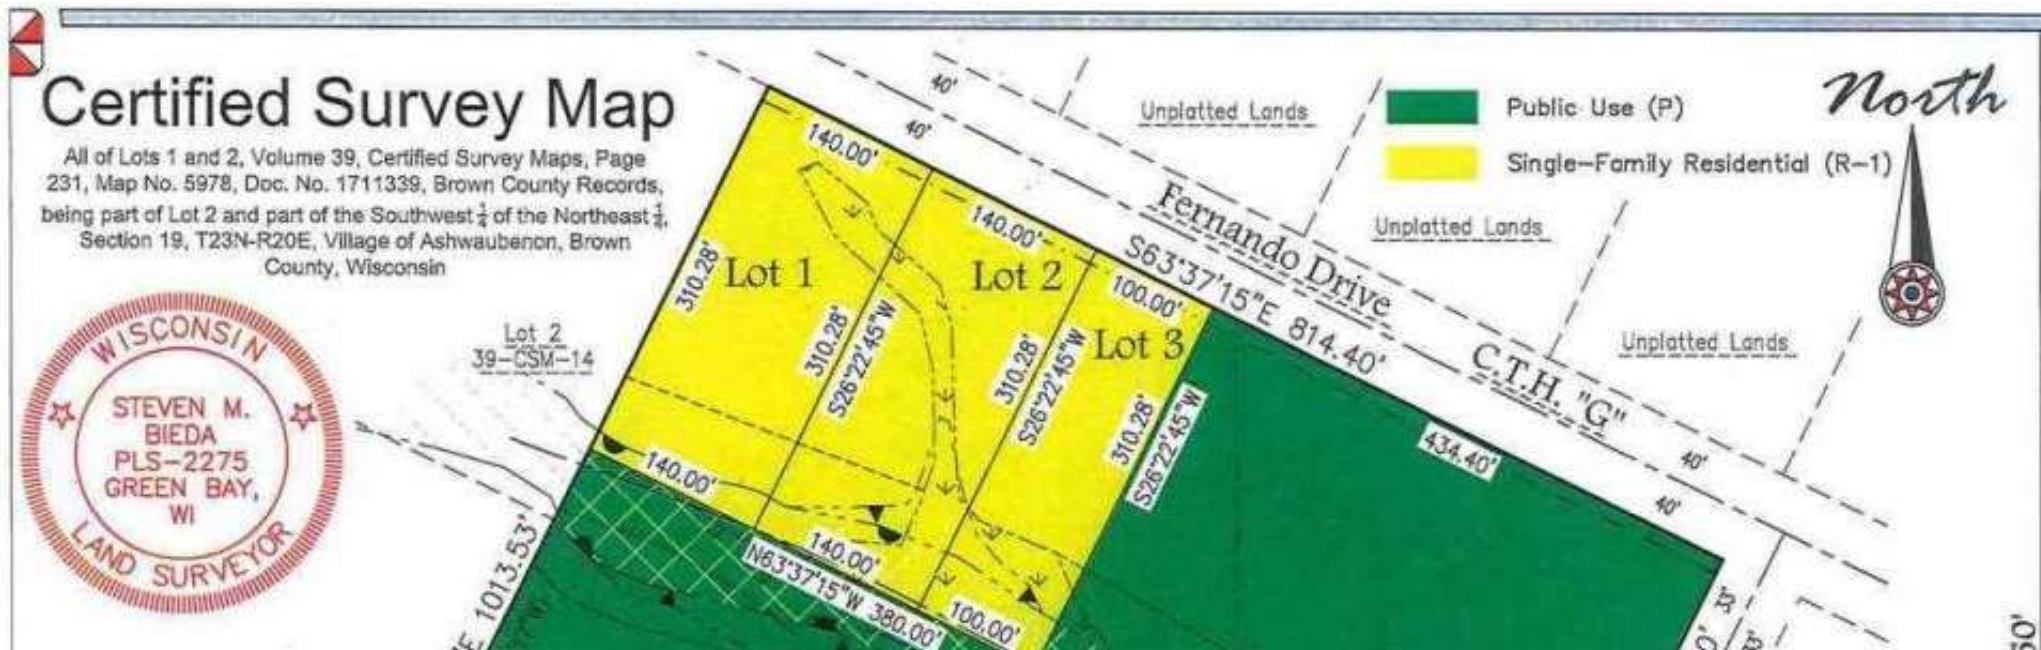 Certified Survey Map
All of Lots 1 and 2, Volume 39, Certified Survey Maps, Page
231, Map No. 5978, Doc. No. 1711339, Brown County Records,
being part of Lot 2 and part of the Southwest 1/4 of the Northeast 1/4,
Section 19, T23N-R20E, Village of Ashwaubenon, Brown
County, Wisconsin
WISCONSIN
STEVEN M.
BIEDA
PLS-2275
GREEN BAY,
WI
LAND SURVEYOR
Lot 2
39-CSM-14
Public Use (P)
Single-Family Residential (R-1)
North
Unplatted Lands
Unplatted Lands
Unplatted Lands
40'
40'
Fernando Drive
C.T.H. "G"
S63°37'15"E 814.40'
140.00'
140.00'
100.00'
434.40'
40'
40'
Lot 1
Lot 2
Lot 3
310.28'
310.28'
S26°22'45"W
310.28'
S26°22'45"W
310.28'
S26°22'45"W
140.00'
140.00'
100.00'
N63°37'15"W 380.00'
1013.53'
33'
33'